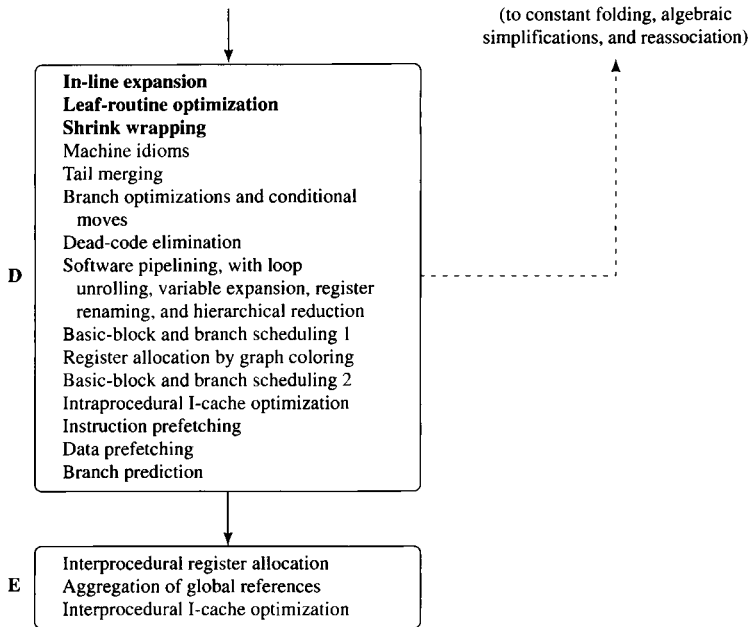 (to constant folding, algebraic
simplifications, and reassociation)
In-line expansion
Leaf-routine optimization
Shrink wrapping
Machine idioms
Tail merging
Branch optimizations and conditional
moves
Dead-code elimination
D
Software pipelining, with loop
unrolling, variable expansion, register
renaming, and hierarchical reduction
Basic-block and branch scheduling 1
Register allocation by graph coloring
Basic-block and branch scheduling 2
Intraprocedural I-cache optimization
Instruction prefetching
Data prefetching
Branch prediction
Interprocedural register allocation
E
Aggregation of global references
Interprocedural I-cache optimization